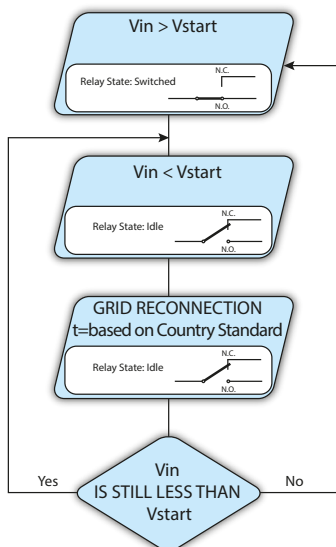 Vin > Vstart
N.C.
Relay State: Switched
N.O.
Vin < Vstart
N.C.
Relay State: Idle
N.O.
GRID RECONNECTION
t=based on Country Standard
N.C.
Relay State: Idle
N.O.
Yes
Vin
No
IS STILL LESS THAN
Vstart